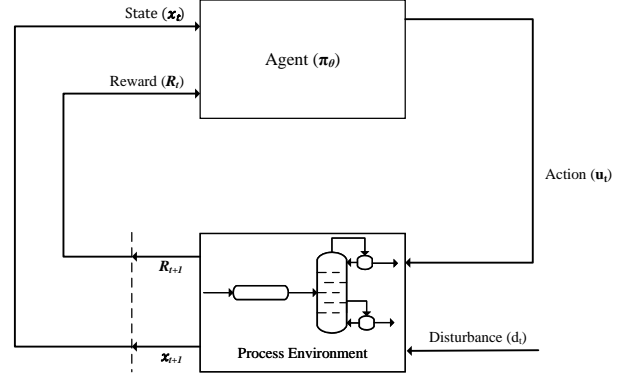 State (xₜ)
Agent (πθ)
Reward (Rₜ)
Action (uₜ)
Rₜ₊₁
Disturbance (dₜ)
xₜ₊₁
Process Environment